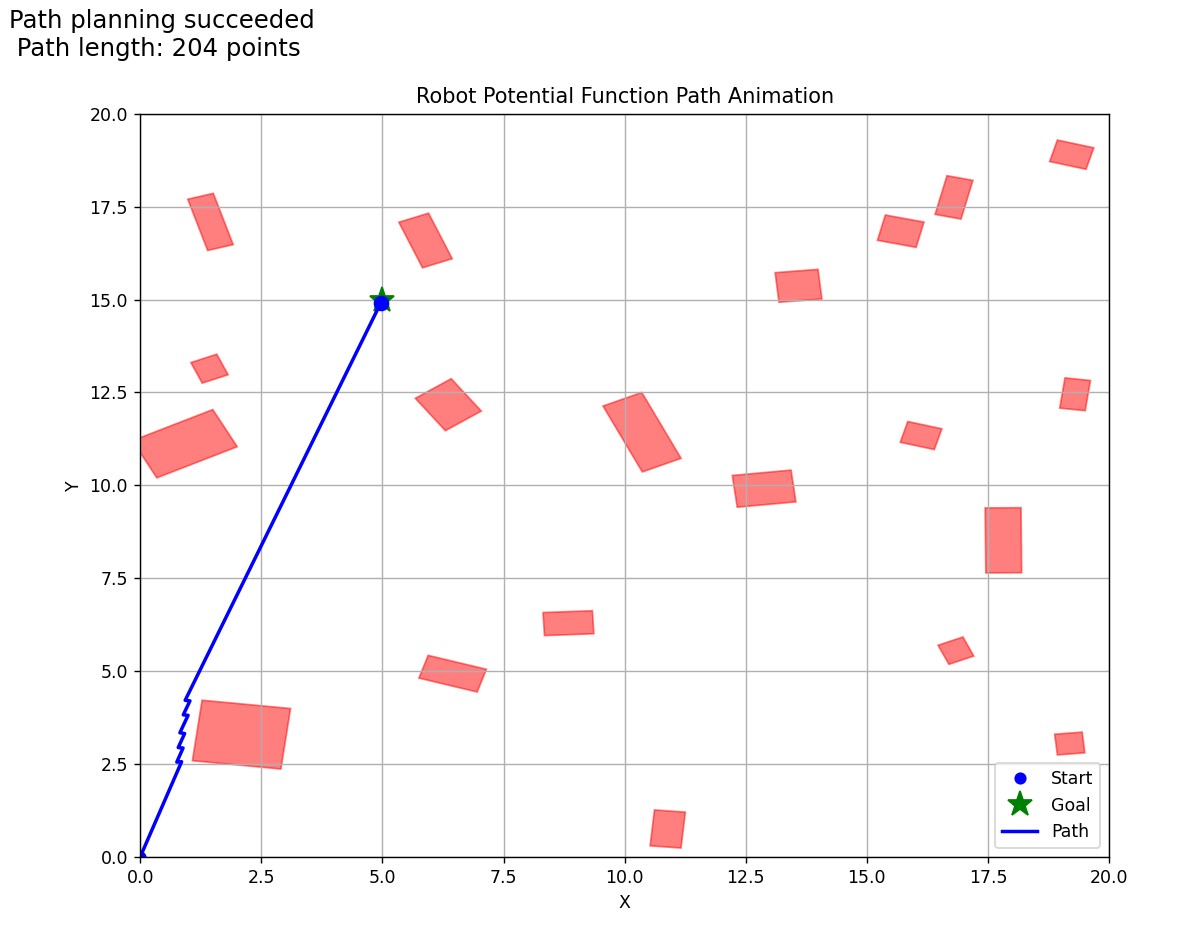 Path planning succeeded
Path length: 204 points
Robot Potential Function Path Animation
20.0
17.5
15.0
12.5
10.0
7.5
5.0
2.5
0.0
Y
0.0 2.5 5.0 7.5 10.0 12.5 15.0 17.5 20.0
X
Start
Goal
Path